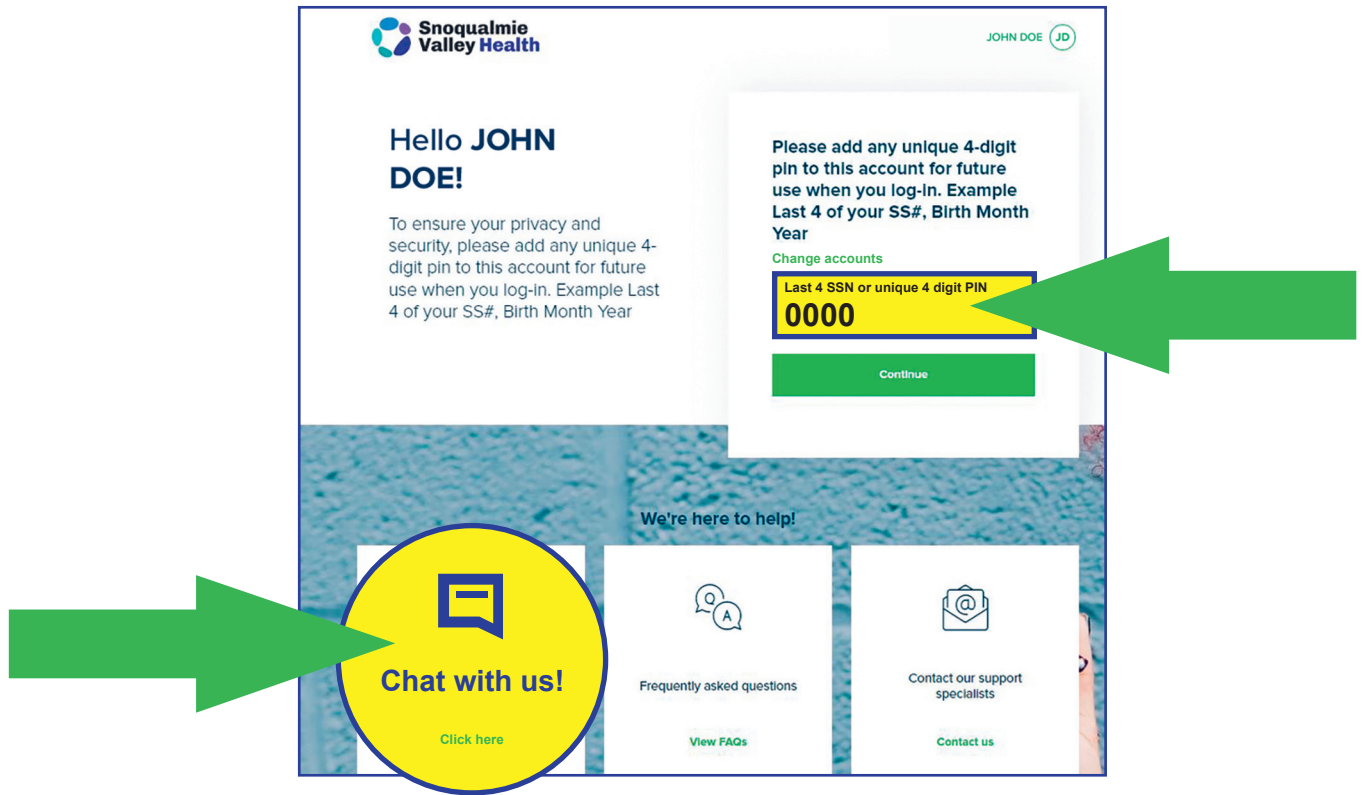 Snoqualmie
Valley Health
JOHN DOE JD
Hello JOHN
DOE!
To ensure your privacy and
security, please add any unique 4-
digit pin to this account for future
use when you log-in. Example Last
4 of your SS#, Birth Month Year
Please add any unique 4-digit
pin to this account for future
use when you log-in. Example
Last 4 of your SS#, Birth Month
Year
Change accounts
Last 4 SSN or unique 4 digit PIN
0000
Continue
We're here to help!
Chat with us!
Click here
Q
A
Frequently asked questions
View FAQs
@
Contact our support
specialists
Contact us